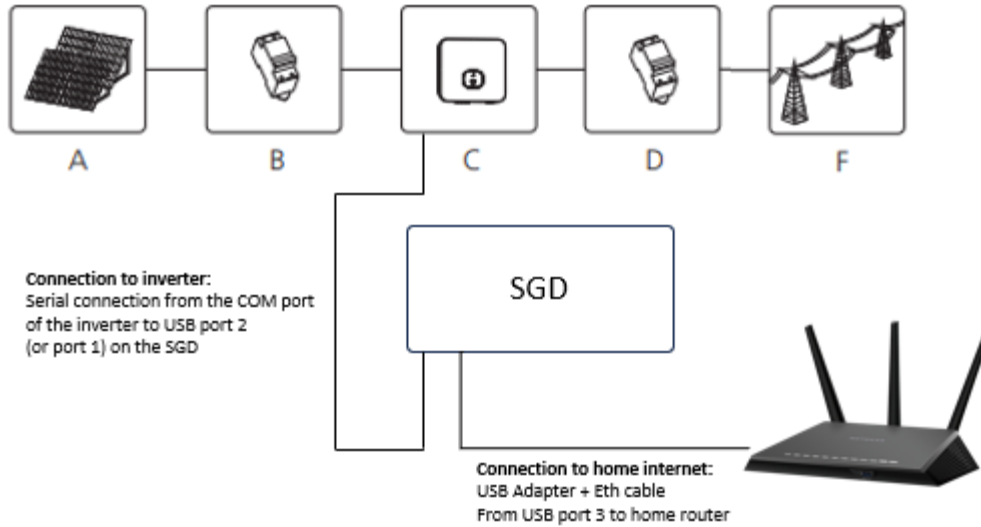 A
B
C
D
F
SGD
Connection to inverter:
Serial connection from the COM port
of the inverter to USB port 2
(or port 1) on the SGD
Connection to home internet:
USB Adapter + Eth cable
From USB port 3 to home router